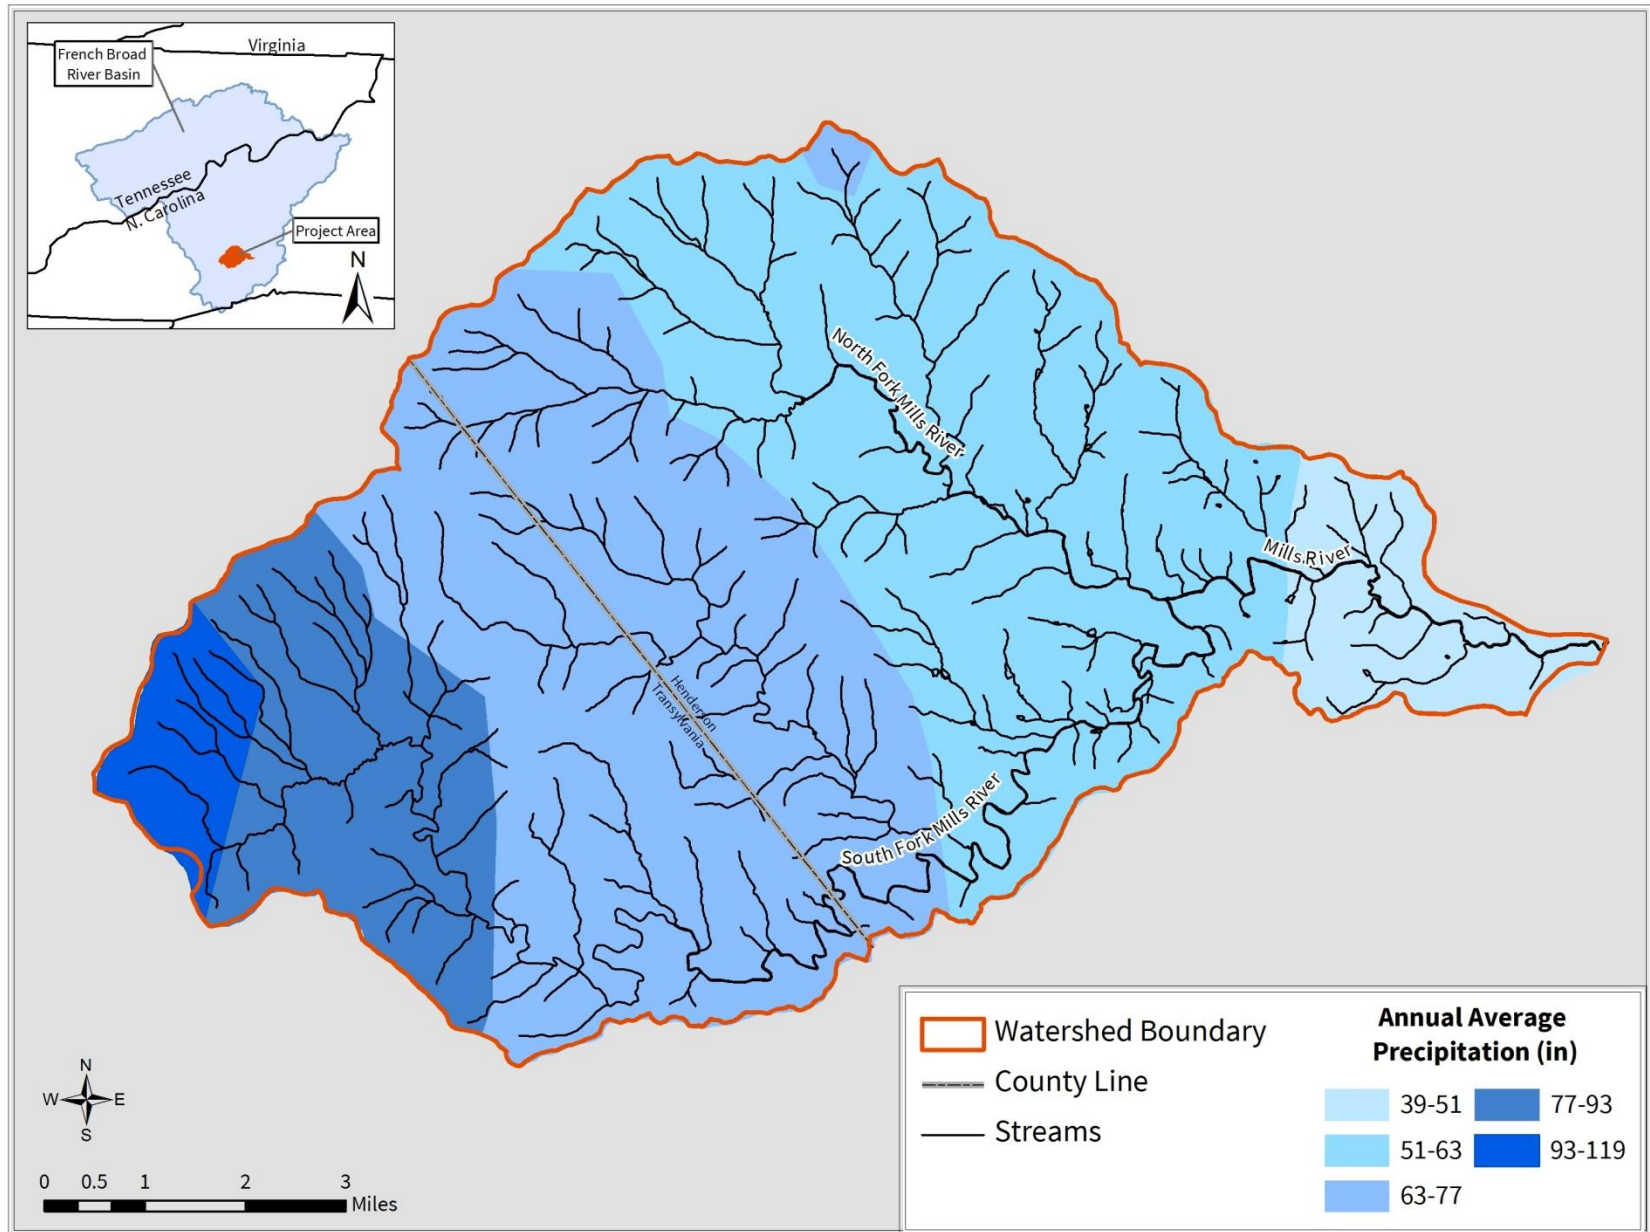 Virginia
French Broad
River Basin
Tennessee
N. Carolina
Project Area
N
North Fork Mills River
Mills River
Henderson
Transylvania
South Fork Mills River
N
W
E
S
0 0.5 1 2 3
Miles
Watershed Boundary
County Line
Streams
Annual Average
Precipitation (in)
39-51
51-63
63-77
77-93
93-119